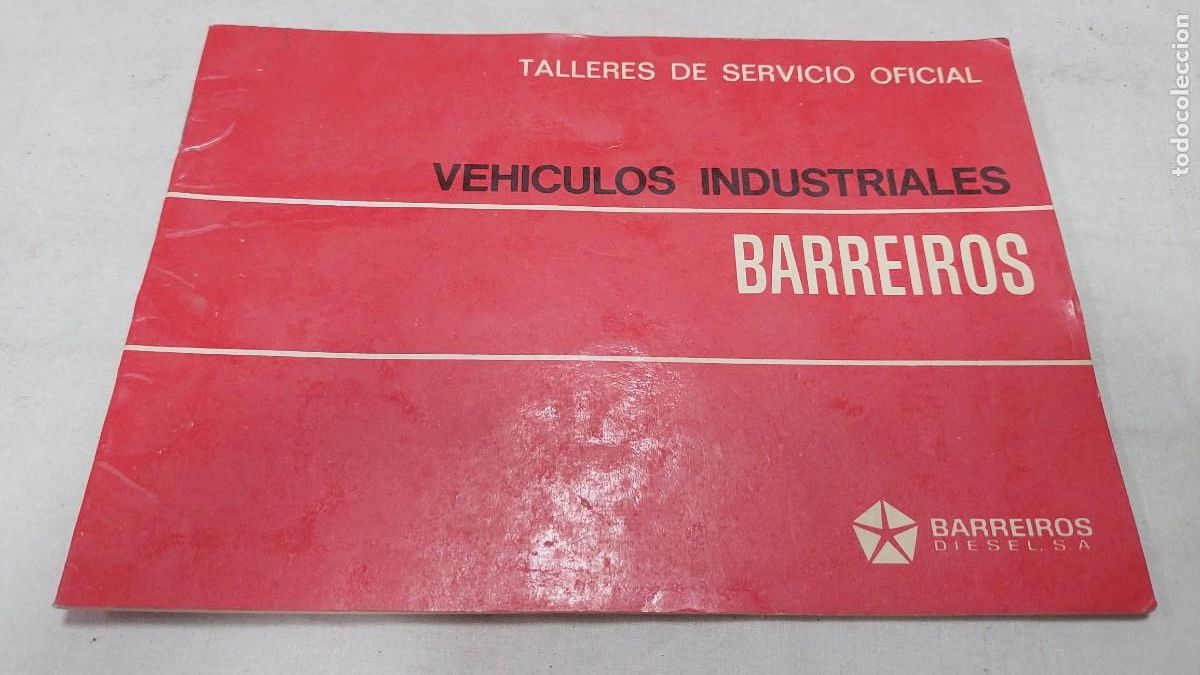 TALLERES DE SERVICIO OFICIAL
VEHICULOS INDUSTRIALES
BARREIROS
BARREIROS
DIESEL, S.A
todocoleccion